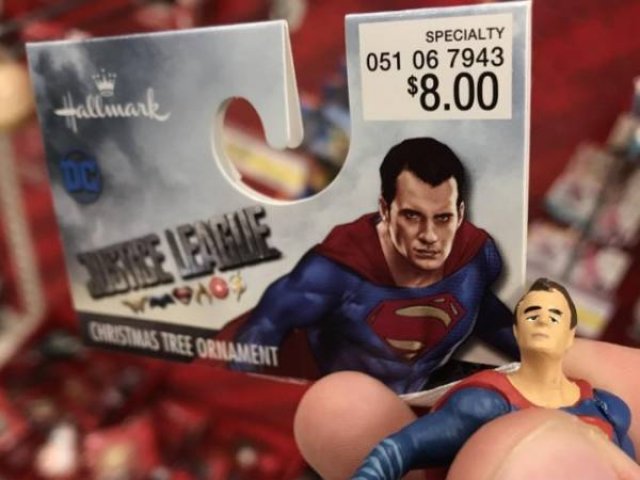 SPECIALTY
051 06 7943
$8.00
Hallmark
DC
JUSTICE LEAGUE
CHRISTMAS TREE ORNAMENT